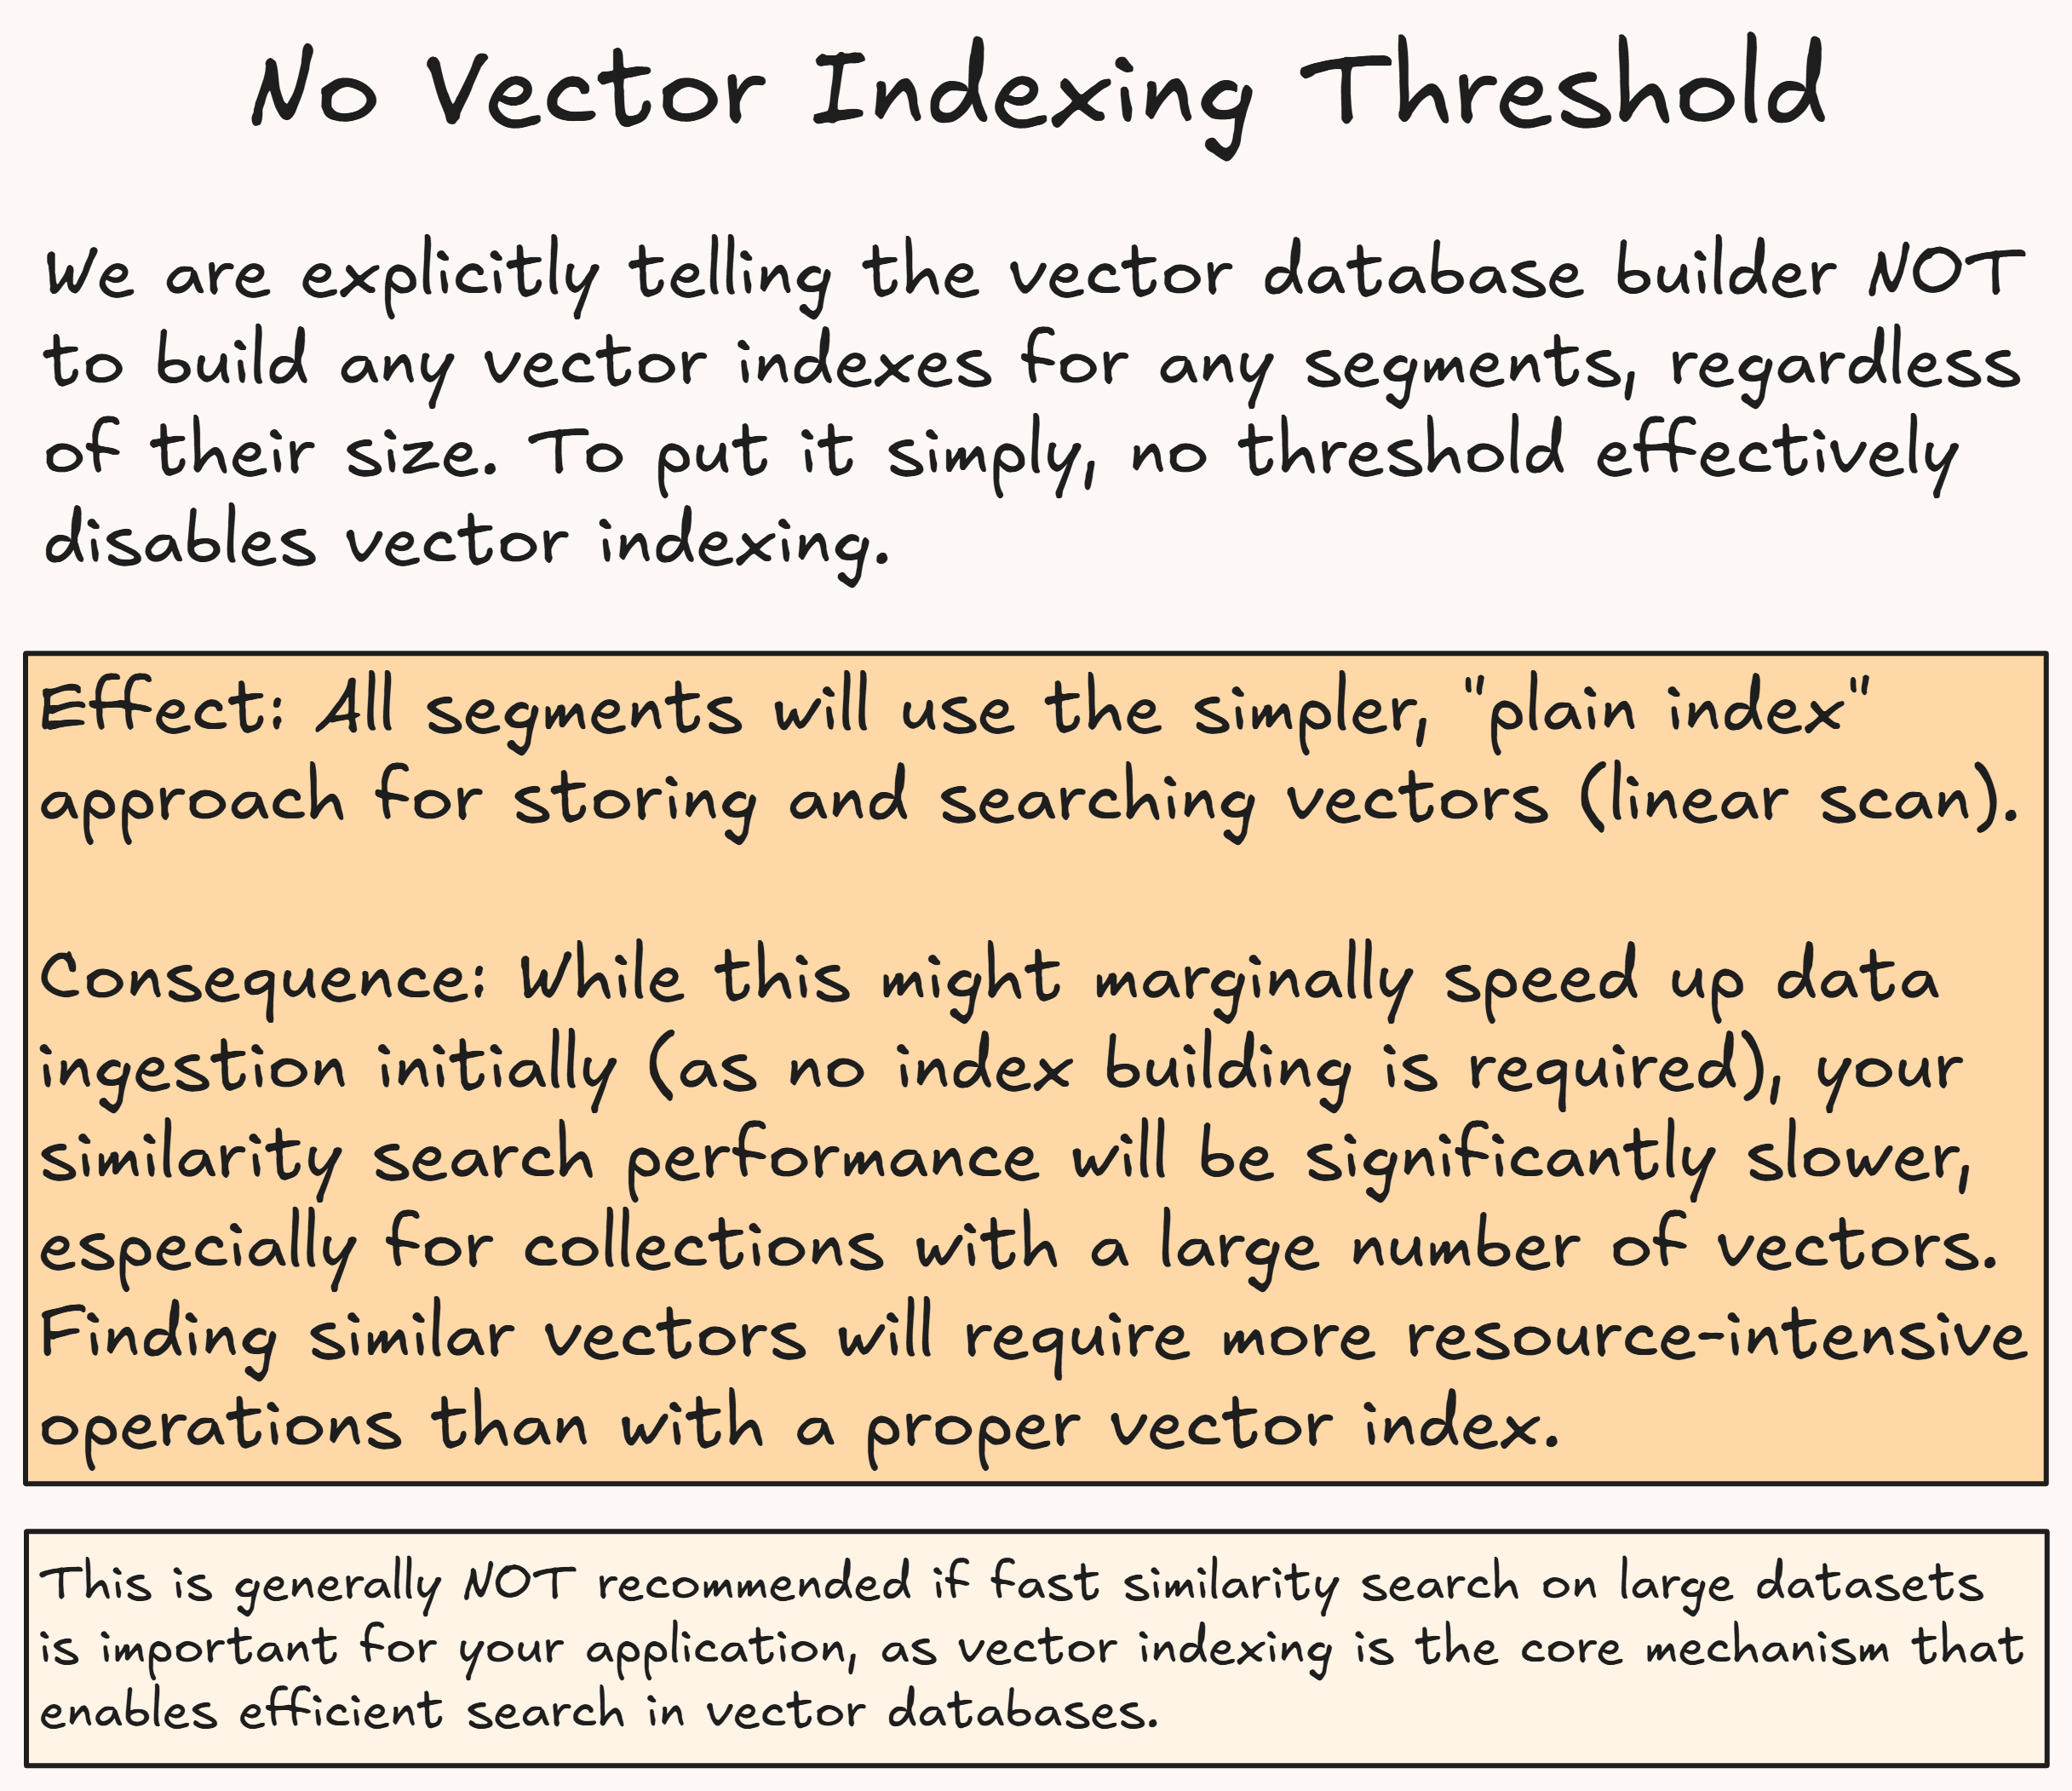 No Vector Indexing Threshold
We are explicitly telling the vector database builder NOT
to build any vector indexes for any segments, regardless
of their size. To put it simply, no threshold effectively
disables vector indexing.
Effect: All segments will use the simpler, "plain index"
approach for storing and searching vectors (linear scan).
Consequence: While this might marginally speed up data
ingestion initially (as no index building is required), your
similarity search performance will be significantly slower,
especially for collections with a large number of vectors.
Finding similar vectors will require more resource-intensive
operations than with a proper vector index.
This is generally NOT recommended if fast similarity search on large datasets
is important for your application, as vector indexing is the core mechanism that
enables efficient search in vector databases.